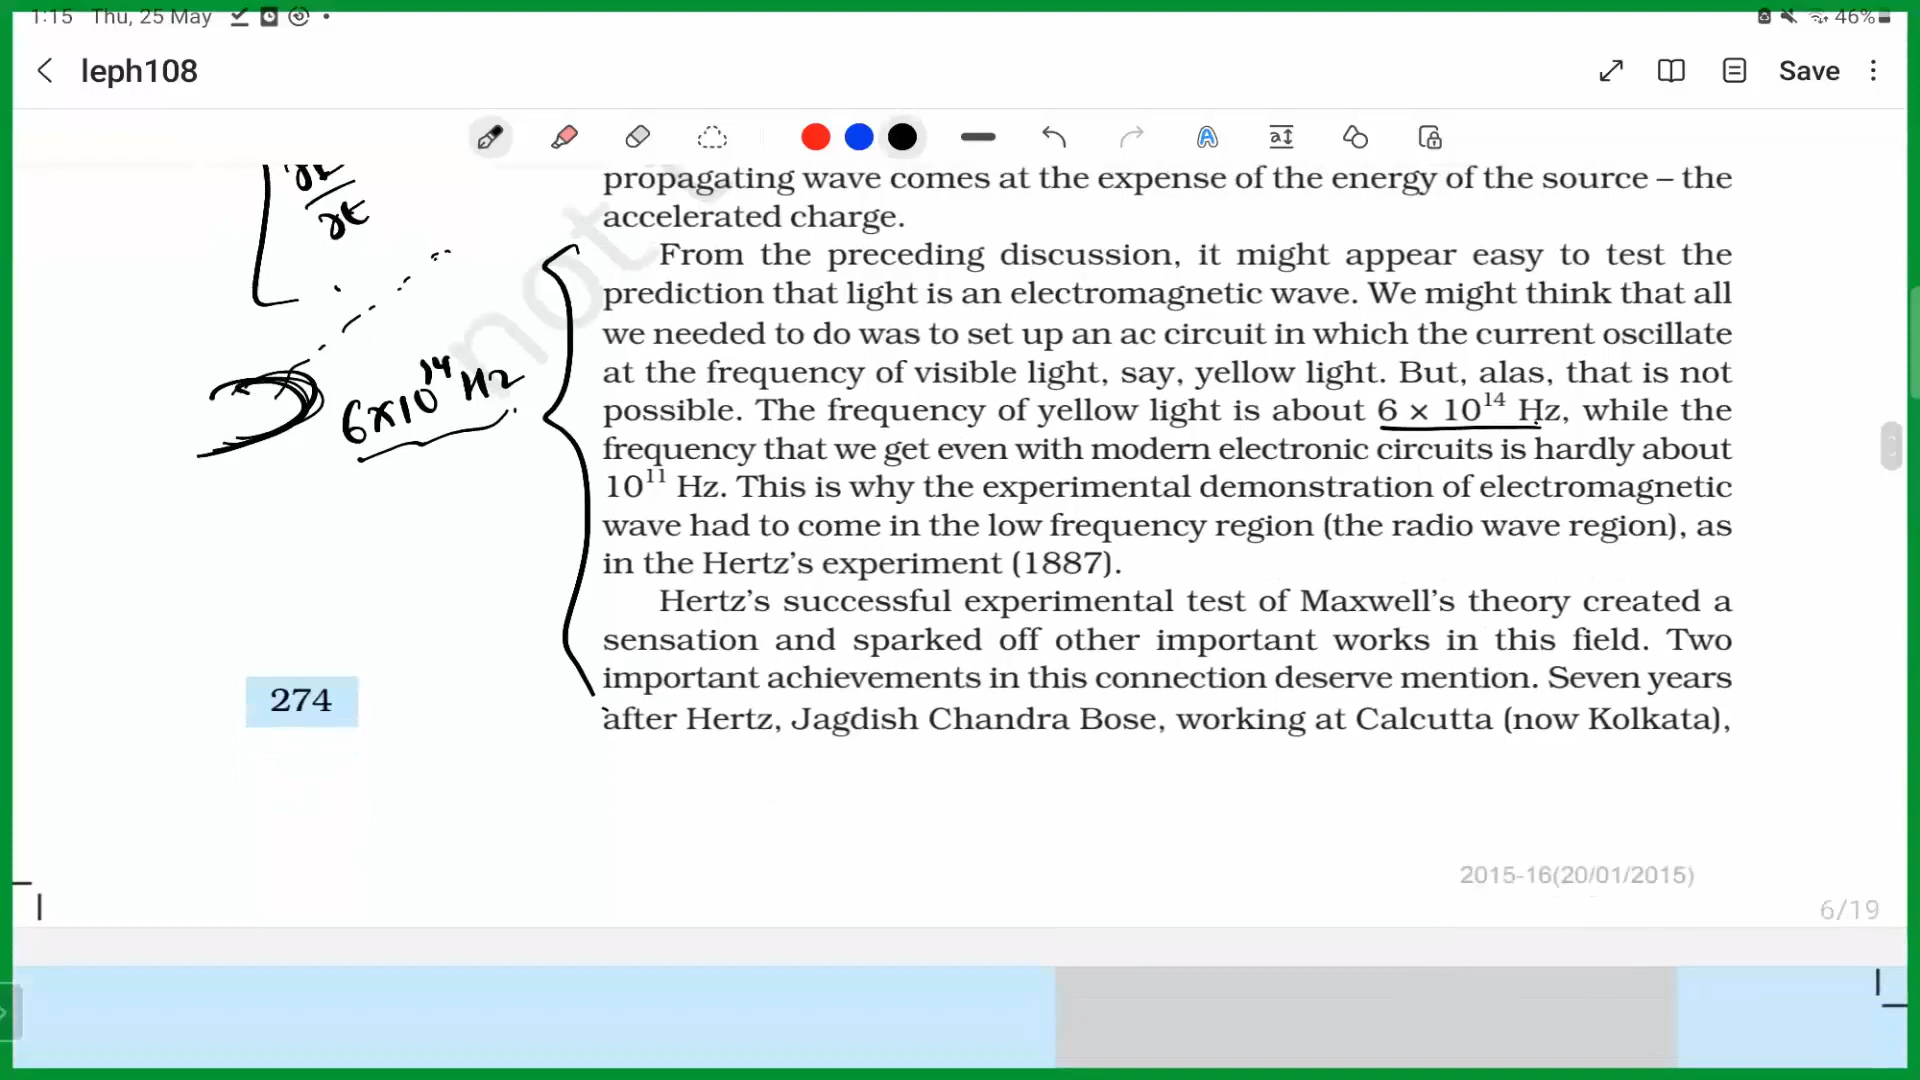 1:15 Thu, 25 May
46%
leph108
Save
a
propagating wave comes at the expense of the energy of the source – the
accelerated charge.
From the preceding discussion, it might appear easy to test the
prediction that light is an electromagnetic wave. We might think that all
we needed to do was to set up an ac circuit in which the current oscillate
at the frequency of visible light, say, yellow light. But, alas, that is not
possible. The frequency of yellow light is about 6 × 10¹⁴ Hz, while the
frequency that we get even with modern electronic circuits is hardly about
10¹¹ Hz. This is why the experimental demonstration of electromagnetic
wave had to come in the low frequency region (the radio wave region), as
in the Hertz's experiment (1887).
Hertz's successful experimental test of Maxwell's theory created a
sensation and sparked off other important works in this field. Two
important achievements in this connection deserve mention. Seven years
after Hertz, Jagdish Chandra Bose, working at Calcutta (now Kolkata),
not
6×10¹⁴ Hz
274
2015-16(20/01/2015)
6/19